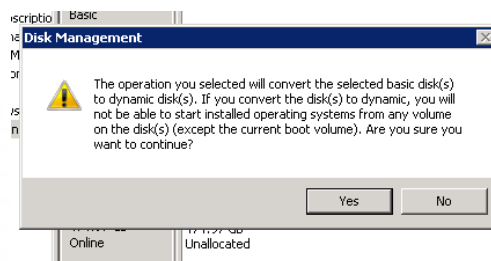 Basic
Disk Management
The operation you selected will convert the selected basic disk(s)
to dynamic disk(s). If you convert the disk(s) to dynamic, you will
not be able to start installed operating systems from any volume
on the disk(s) (except the current boot volume). Are you sure you
want to continue?
Yes No
Online Unallocated